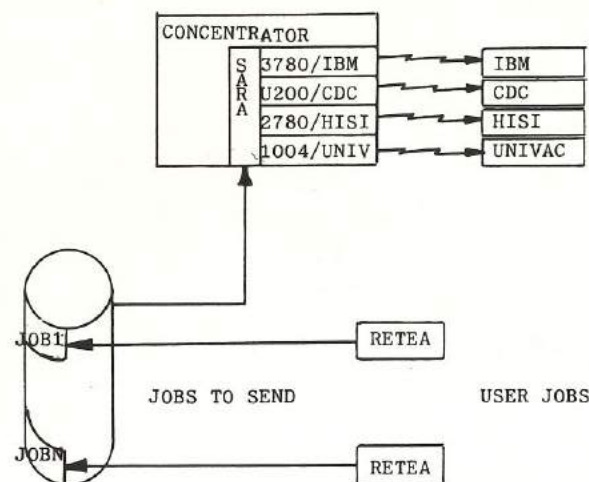 CONCENTRATOR
SARA
3780/IBM
IBM
U200/CDC
CDC
2780/HISI
HISI
1004/UNIV
UNIVAC
JOB1
RETEA
JOBS TO SEND
USER JOBS
JOBN
RETEA